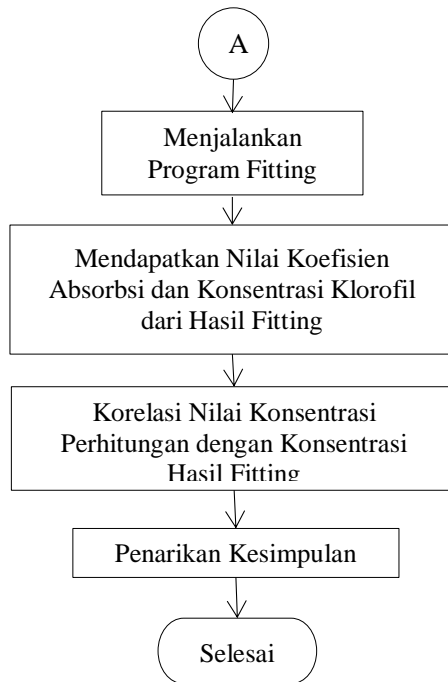 A
Menjalankan
Program Fitting
Mendapatkan Nilai Koefisien
Absorbsi dan Konsentrasi Klorofil
dari Hasil Fitting
Korelasi Nilai Konsentrasi
Perhitungan dengan Konsentrasi
Hasil Fitting
Penarikan Kesimpulan
Selesai